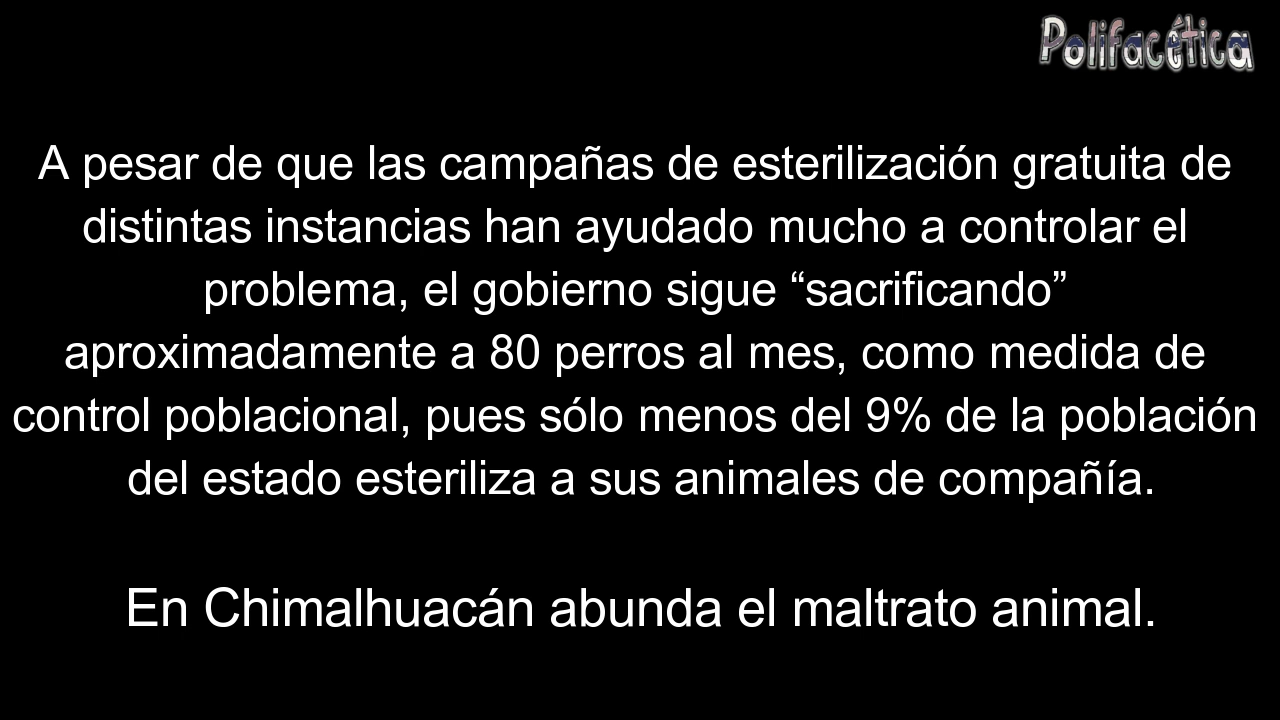 Polifacética
A pesar de que las campañas de esterilización gratuita de
distintas instancias han ayudado mucho a controlar el
problema, el gobierno sigue “sacrificando”
aproximadamente a 80 perros al mes, como medida de
control poblacional, pues sólo menos del 9% de la población
del estado esteriliza a sus animales de compañía.
En Chimalhuacán abunda el maltrato animal.